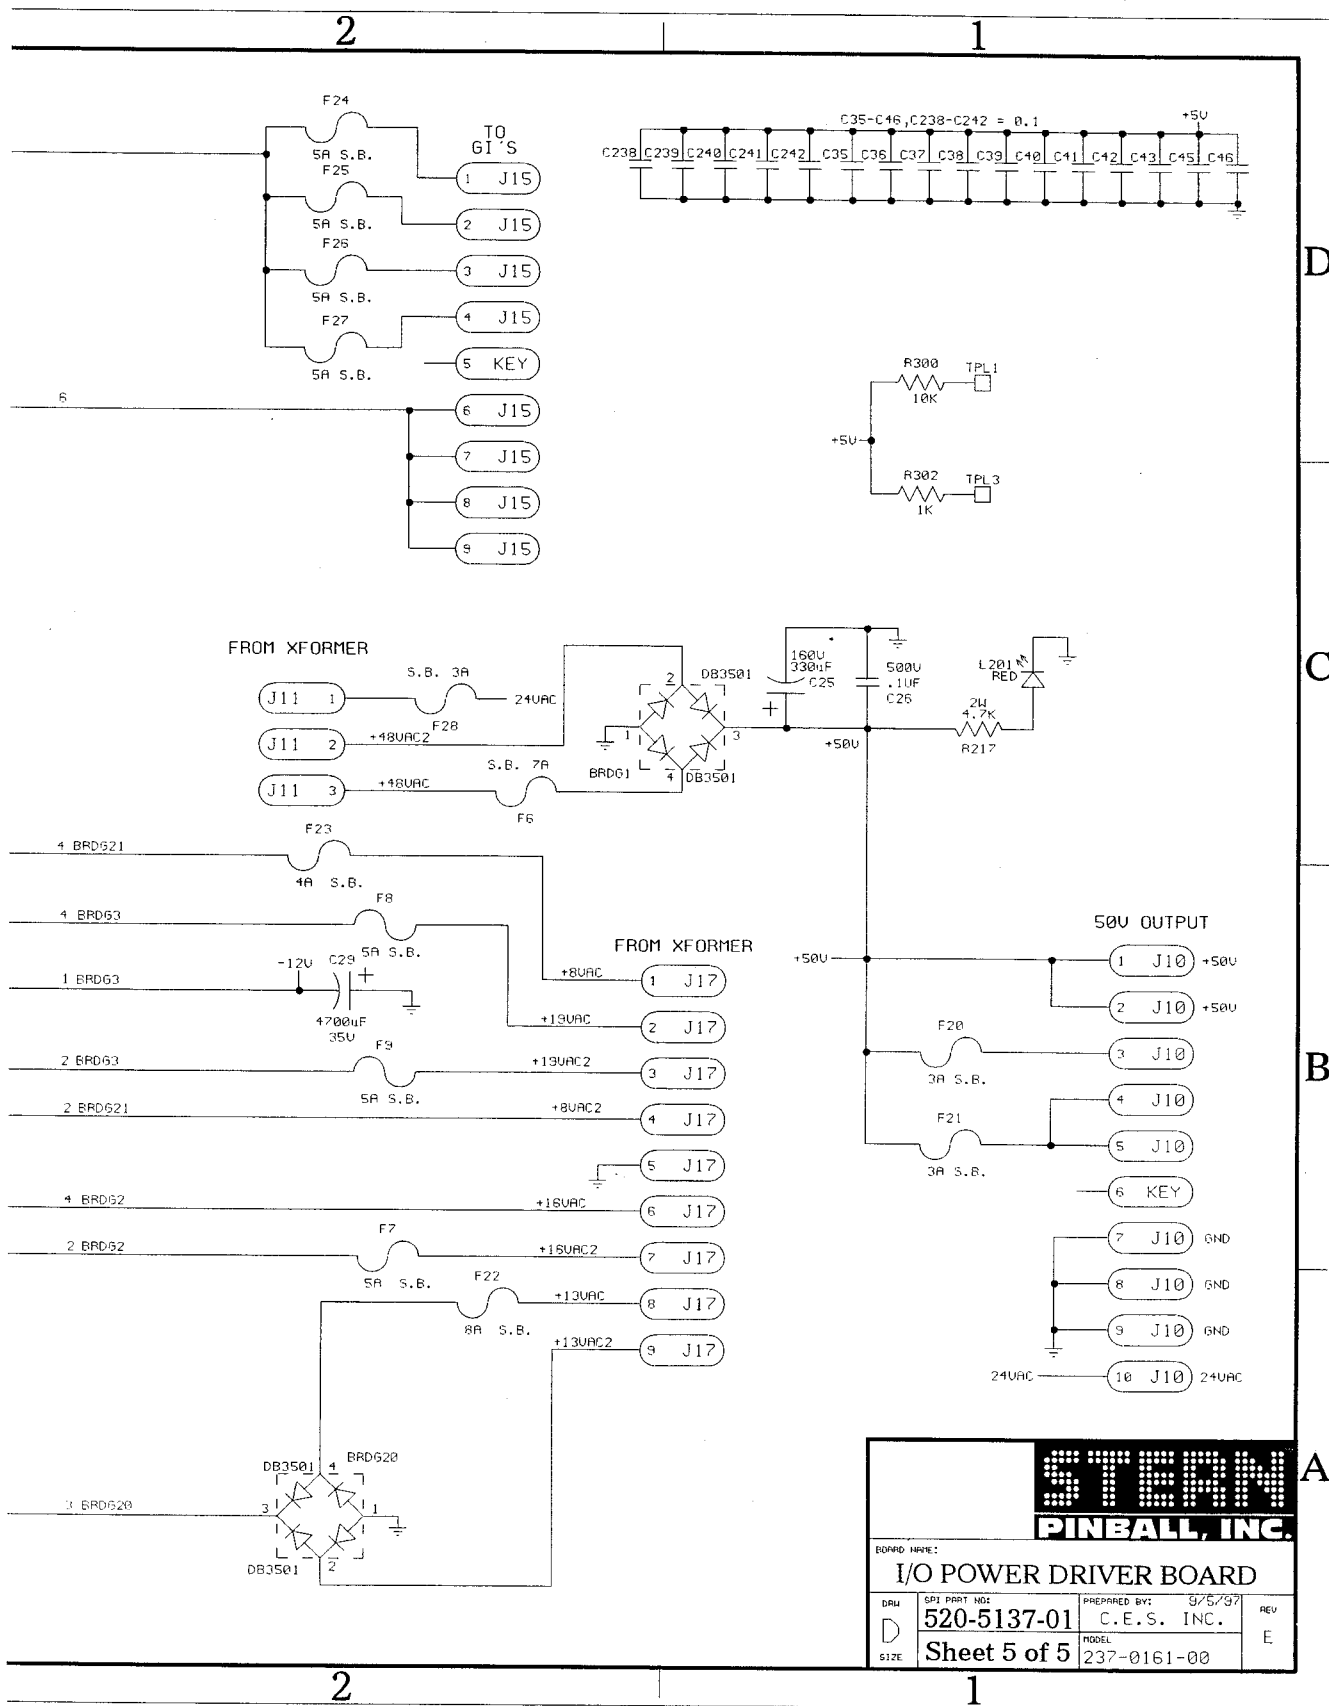 2
1
F24
5A S.B.
F25
5A S.B.
F26
5A S.B.
F27
5A S.B.
TO
GI'S
1 J15
2 J15
3 J15
4 J15
5 KEY
6
6 J15
7 J15
8 J15
9 J15
C35-C46,C238-C242 = 0.1
+5V
C238 C239 C240 C241 C242 C35 C36 C37 C38 C39 C40 C41 C42 C43 C45 C46
D
R300
TPL1
10K
+5V
R302
TPL3
1K
FROM XFORMER
J11 1
S.B. 3A
F28
24VAC
J11 2
+48VAC2
J11 3
+48VAC
S.B. 7A
F6
2
DB3501
1
3
BRDG1
4
DB3501
160V
330uF
C25
+
500V
.1UF
C26
+50V
L201
RED
2W
4.7K
R217
C
4 BRDG21
F23
4A S.B.
4 BRDG3
F8
5A S.B.
1 BRDG3
-12V
C29
+
4700uF
35V
2 BRDG3
F9
5A S.B.
2 BRDG21
4 BRDG2
2 BRDG2
F7
5A S.B.
F22
8A S.B.
FROM XFORMER
+8VAC
1 J17
+19VAC
2 J17
+19VAC2
3 J17
+8VAC2
4 J17
5 J17
+16VAC
6 J17
+16VAC2
7 J17
+13VAC
8 J17
+13VAC2
9 J17
50V OUTPUT
+50V
1 J10 +50V
2 J10 +50V
F20
3A S.B.
3 J10
F21
3A S.B.
4 J10
5 J10
6 KEY
7 J10 GND
8 J10 GND
9 J10 GND
24VAC
10 J10 24VAC
B
3 BRDG20
DB3501
4
BRDG20
3
1
DB3501
2
A
STERN
PINBALL, INC.
BOARD NAME:
I/O POWER DRIVER BOARD
DRW
D
SIZE
SPI PART NO:
520-5137-01
PREPARED BY: 9/5/97
C.E.S. INC.
REV
E
Sheet 5 of 5
MODEL
237-0161-00
2
1